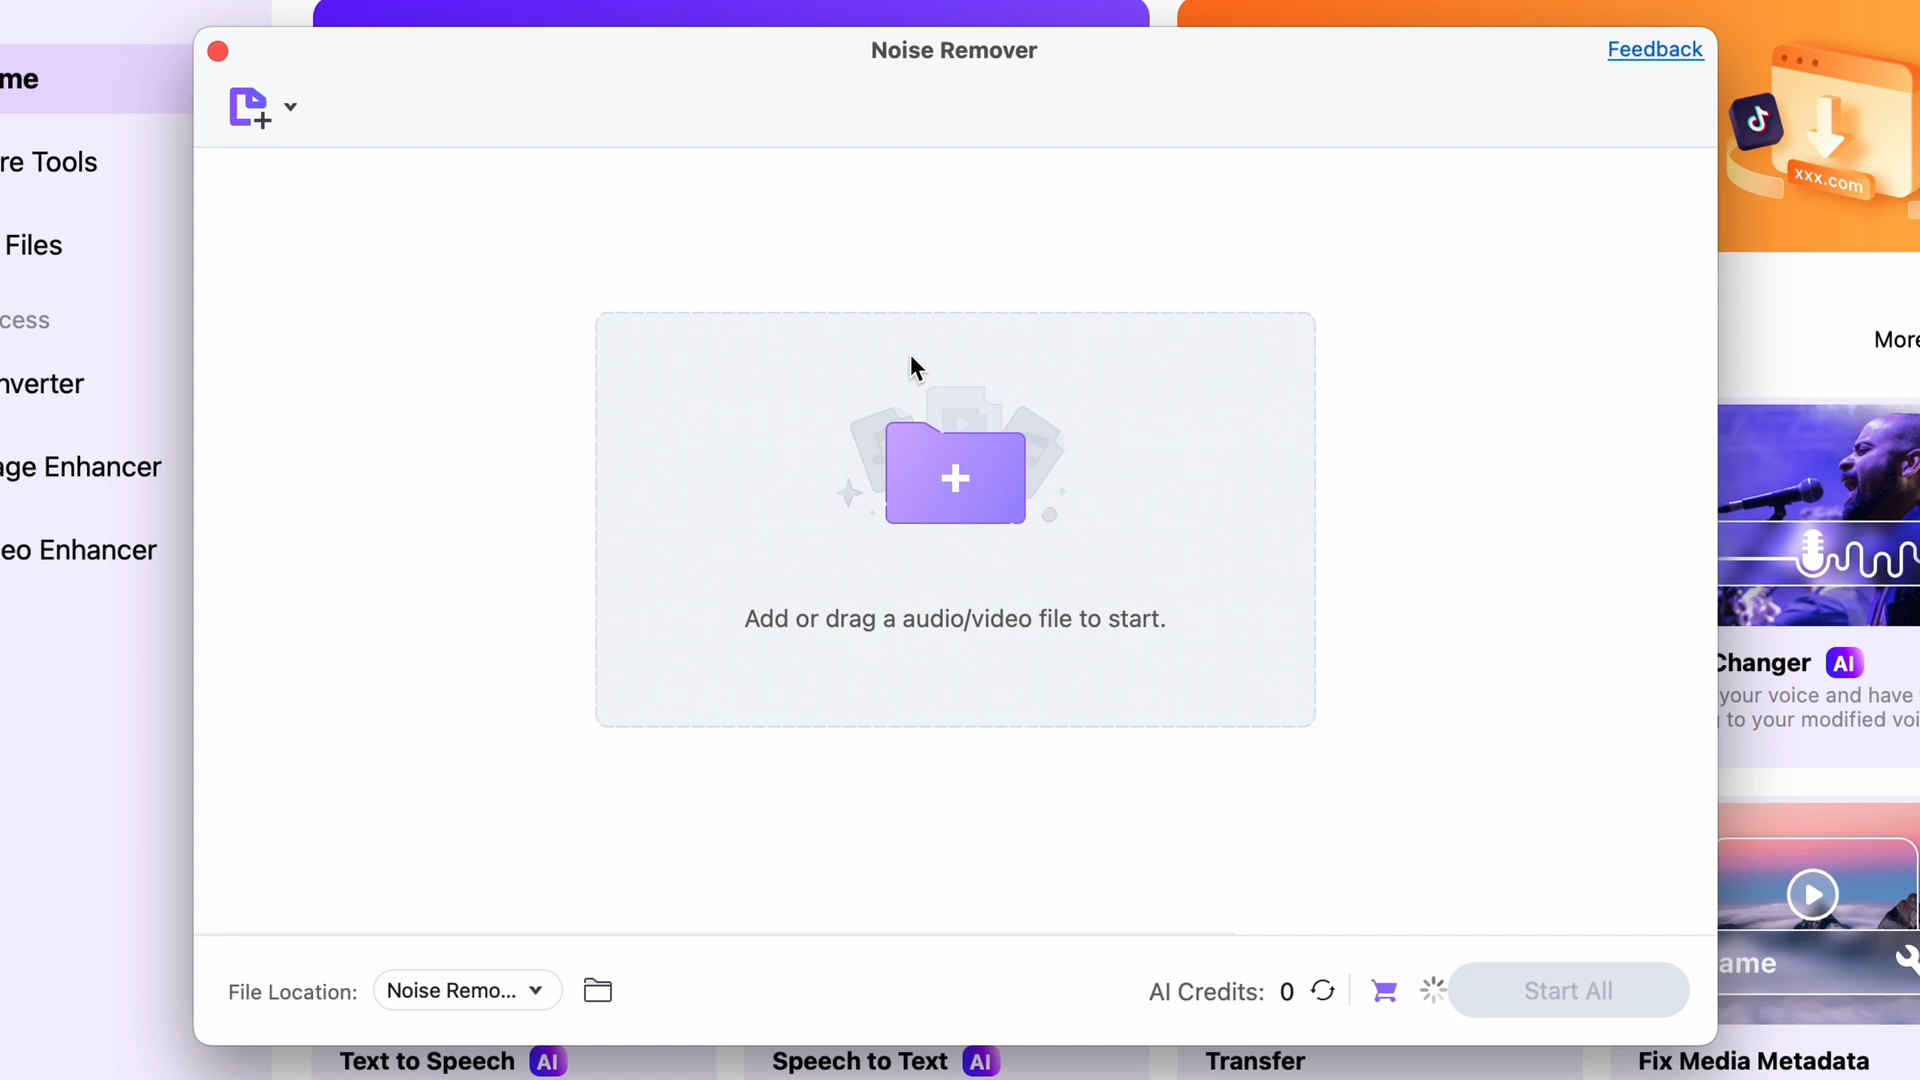 Noise Remover
Feedback
me
re Tools
Files
cess
nverter
age Enhancer
eo Enhancer
xxx.com
More
Add or drag a audio/video file to start.
Changer AI
your voice and have
to your modified voi
ame
File Location: Noise Remo...
AI Credits: 0
Start All
Text to Speech AI
Speech to Text AI
Transfer
Fix Media Metadata